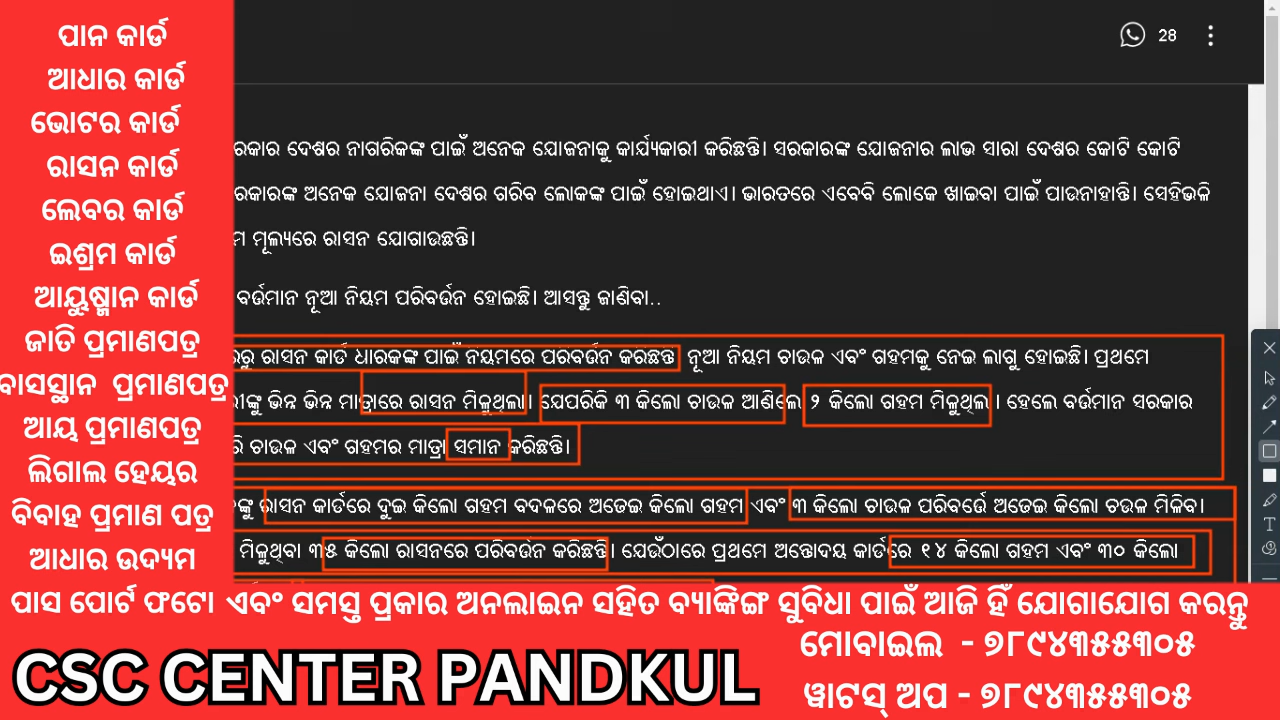 ପାନ କାର୍ଡ
ଆଧାର କାର୍ଡ
ଭୋଟର କାର୍ଡ
ରାସନ କାର୍ଡ
ଲେବର କାର୍ଡ
ଇଶ୍ରମ କାର୍ଡ
ଆୟୁଷ୍ମାନ କାର୍ଡ
ଜାତି ପ୍ରମାଣପତ୍ର
ବାସସ୍ଥାନ ପ୍ରମାଣପତ୍ର
ଆୟ ପ୍ରମାଣପତ୍ର
ଲିଗାଲ ହେୟର
ବିବାହ ପ୍ରମାଣ ପତ୍ର
ଆଧାର ଉଦ୍ୟମ
28
ରକାର ଦେଶର ନାଗରିକଙ୍କ ପାଇଁ ଅନେକ ଯୋଜନାକୁ କାର୍ଯ୍ୟକାରୀ କରିଛନ୍ତି। ସରକାରଙ୍କ ଯୋଜନାର ଲାଭ ସାରା ଦେଶର କୋଟି କୋଟି
ରକାରଙ୍କ ଅନେକ ଯୋଜନା ଦେଶର ଗରିବ ଲୋକଙ୍କ ପାଇଁ ହୋଇଥାଏ। ଭାରତରେ ଏବେବି ଲୋକେ ଖାଇବା ପାଇଁ ପାଉନାହାନ୍ତି। ସେହିଭଳି
ମ ମୂଲ୍ୟରେ ରାସନ ଯୋଗାଉଛନ୍ତି।
ବର୍ତ୍ତମାନ ନୂଆ ନିୟମ ପରିବର୍ତ୍ତନ ହୋଇଛି। ଆସନ୍ତୁ ଜାଣିବା..
ରୁ ରାସନ କାର୍ଡ ଧାରକଙ୍କ ପାଇଁ ନିୟମରେ ପରିବର୍ତ୍ତନ କରିଛନ୍ତି ନୂଆ ନିୟମ ଚାଉଳ ଏବଂ ଗହମକୁ ନେଇ ଲାଗୁ ହୋଇଛି। ପ୍ରଥମେ
ୀଙ୍କୁ ଭିନ୍ନ ଭିନ୍ନ ମାତ୍ରାରେ ରାସନ ମିଳୁଥିଲା। ଯେପରିକି ୩ କିଲୋ ଚାଉଳ ଆଣିଲେ ୨ କିଲୋ ଗହମ ମିଳୁଥିଲା । ହେଲେ ବର୍ତ୍ତମାନ ସରକାର
ରି ଚାଉଳ ଏବଂ ଗହମର ମାତ୍ରା ସମାନ କରିଛନ୍ତି।
ଙ୍କୁ ରାସନ କାର୍ଡରେ ଦୁଇ କିଲୋ ଗହମ ବଦଳରେ ଅଢେଇ କିଲୋ ଗହମ ଏବଂ ୩ କିଲୋ ଚାଉଳ ପରିବର୍ତ୍ତେ ଅଢେଇ କିଲୋ ଚଉଳ ମିଳିବା।
ମିଳୁଥିବା ୩୫ କିଲୋ ରାସନରେ ପରିବର୍ତ୍ତନ କରିଛନ୍ତି। ଯେଉଁଠାରେ ପ୍ରଥମେ ଅନ୍ତୋଦୟ କାର୍ଡରେ ୧୪ କିଲୋ ଗହମ ଏବଂ ୩୦ କିଲୋ
ପାସ ପୋର୍ଟ ଫଟୋ ଏବଂ ସମସ୍ତ ପ୍ରକାର ଅନଲାଇନ ସହିତ ବ୍ୟାଙ୍କିଙ୍ଗ ସୁବିଧା ପାଇଁ ଆଜି ହିଁ ଯୋଗାଯୋଗ କରନ୍ତୁ
ମୋବାଇଲ - ୭୮୯୪୩୫୫୩୦୫
CSC CENTER PANDKUL
ୱାଟସ୍ ଅପ - ୭୮୯୪୩୫୫୩୦୫